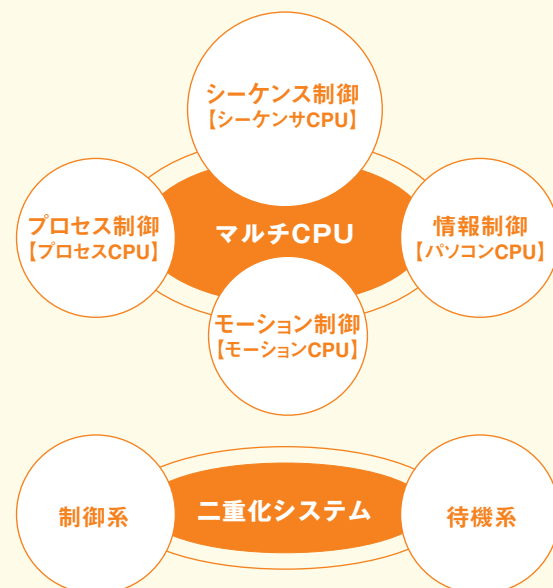 シーケンス制御
【シーケンサCPU】
プロセス制御
【プロセスCPU】
マルチCPU
情報制御
【パソコンCPU】
モーション制御
【モーションCPU】
制御系
二重化システム
待機系